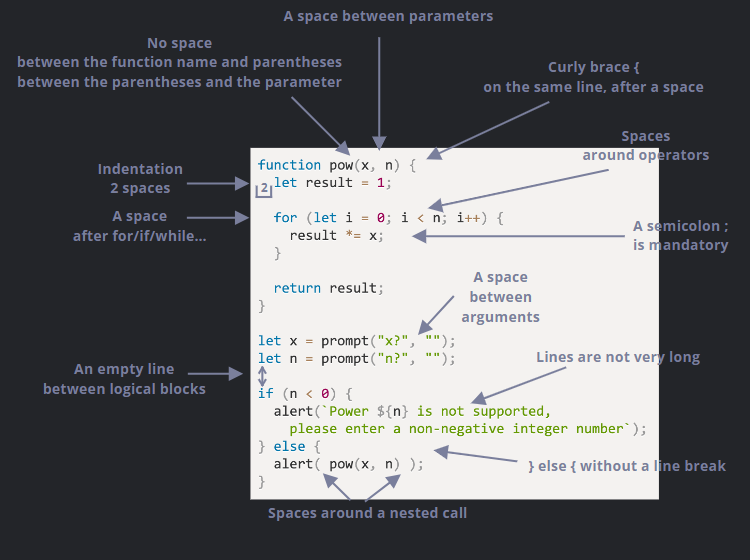 A space between parameters
No space
between the function name and parentheses
between the parentheses and the parameter
Curly brace {
on the same line, after a space
Spaces
around operators
Indentation
2 spaces
A space
after for/if/while...
A semicolon ;
is mandatory
A space
between
arguments
An empty line
between logical blocks
Lines are not very long
} else { without a line break
Spaces around a nested call
function pow(x, n) {
  let result = 1;
2
  for (let i = 0; i < n; i++) {
    result *= x;
  }
  return result;
}
let x = prompt("x?", "");
let n = prompt("n?", "");
if (n < 0) {
  alert(`Power ${n} is not supported,
    please enter a non-negative integer number`);
} else {
  alert( pow(x, n) );
}